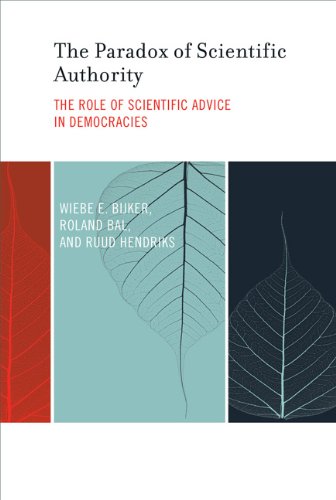 The Paradox of Scientific
Authority
THE ROLE OF SCIENTIFIC ADVICE
IN DEMOCRACIES
WIEBE E. BIJKER,
ROLAND BAL,
AND RUUD HENDRIKS